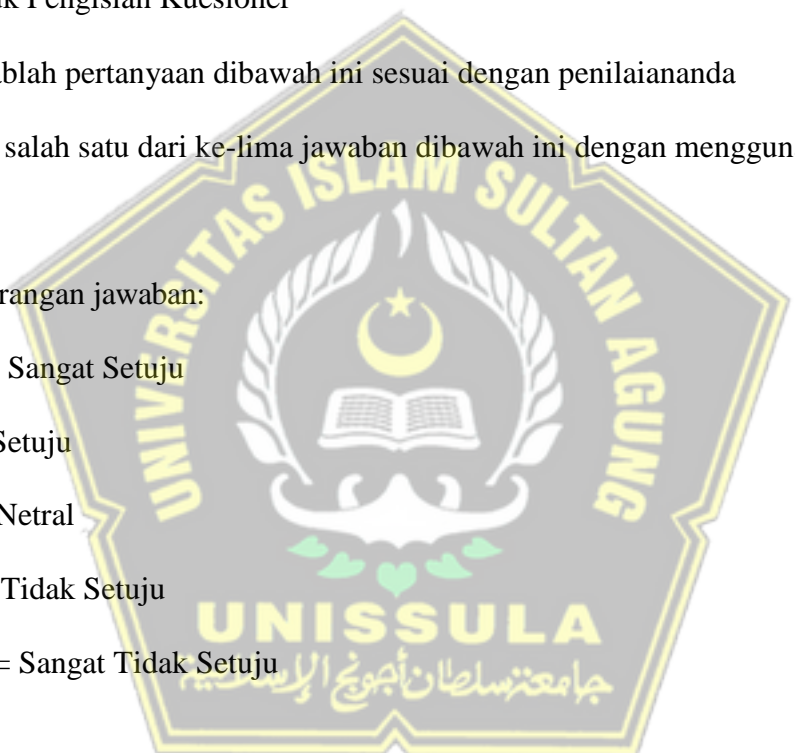 k Pengisian Kuesioner
ablah pertanyaan dibawah ini sesuai dengan penilaiananda
salah satu dari ke-lima jawaban dibawah ini dengan menggun
rangan jawaban:
Sangat Setuju
Setuju
Netral
Tidak Setuju
= Sangat Tidak Setuju
UNIVERSITAS ISLAM SULTAN AGUNG
UNISSULA
جامعة سلطان أجونج الإسلامية